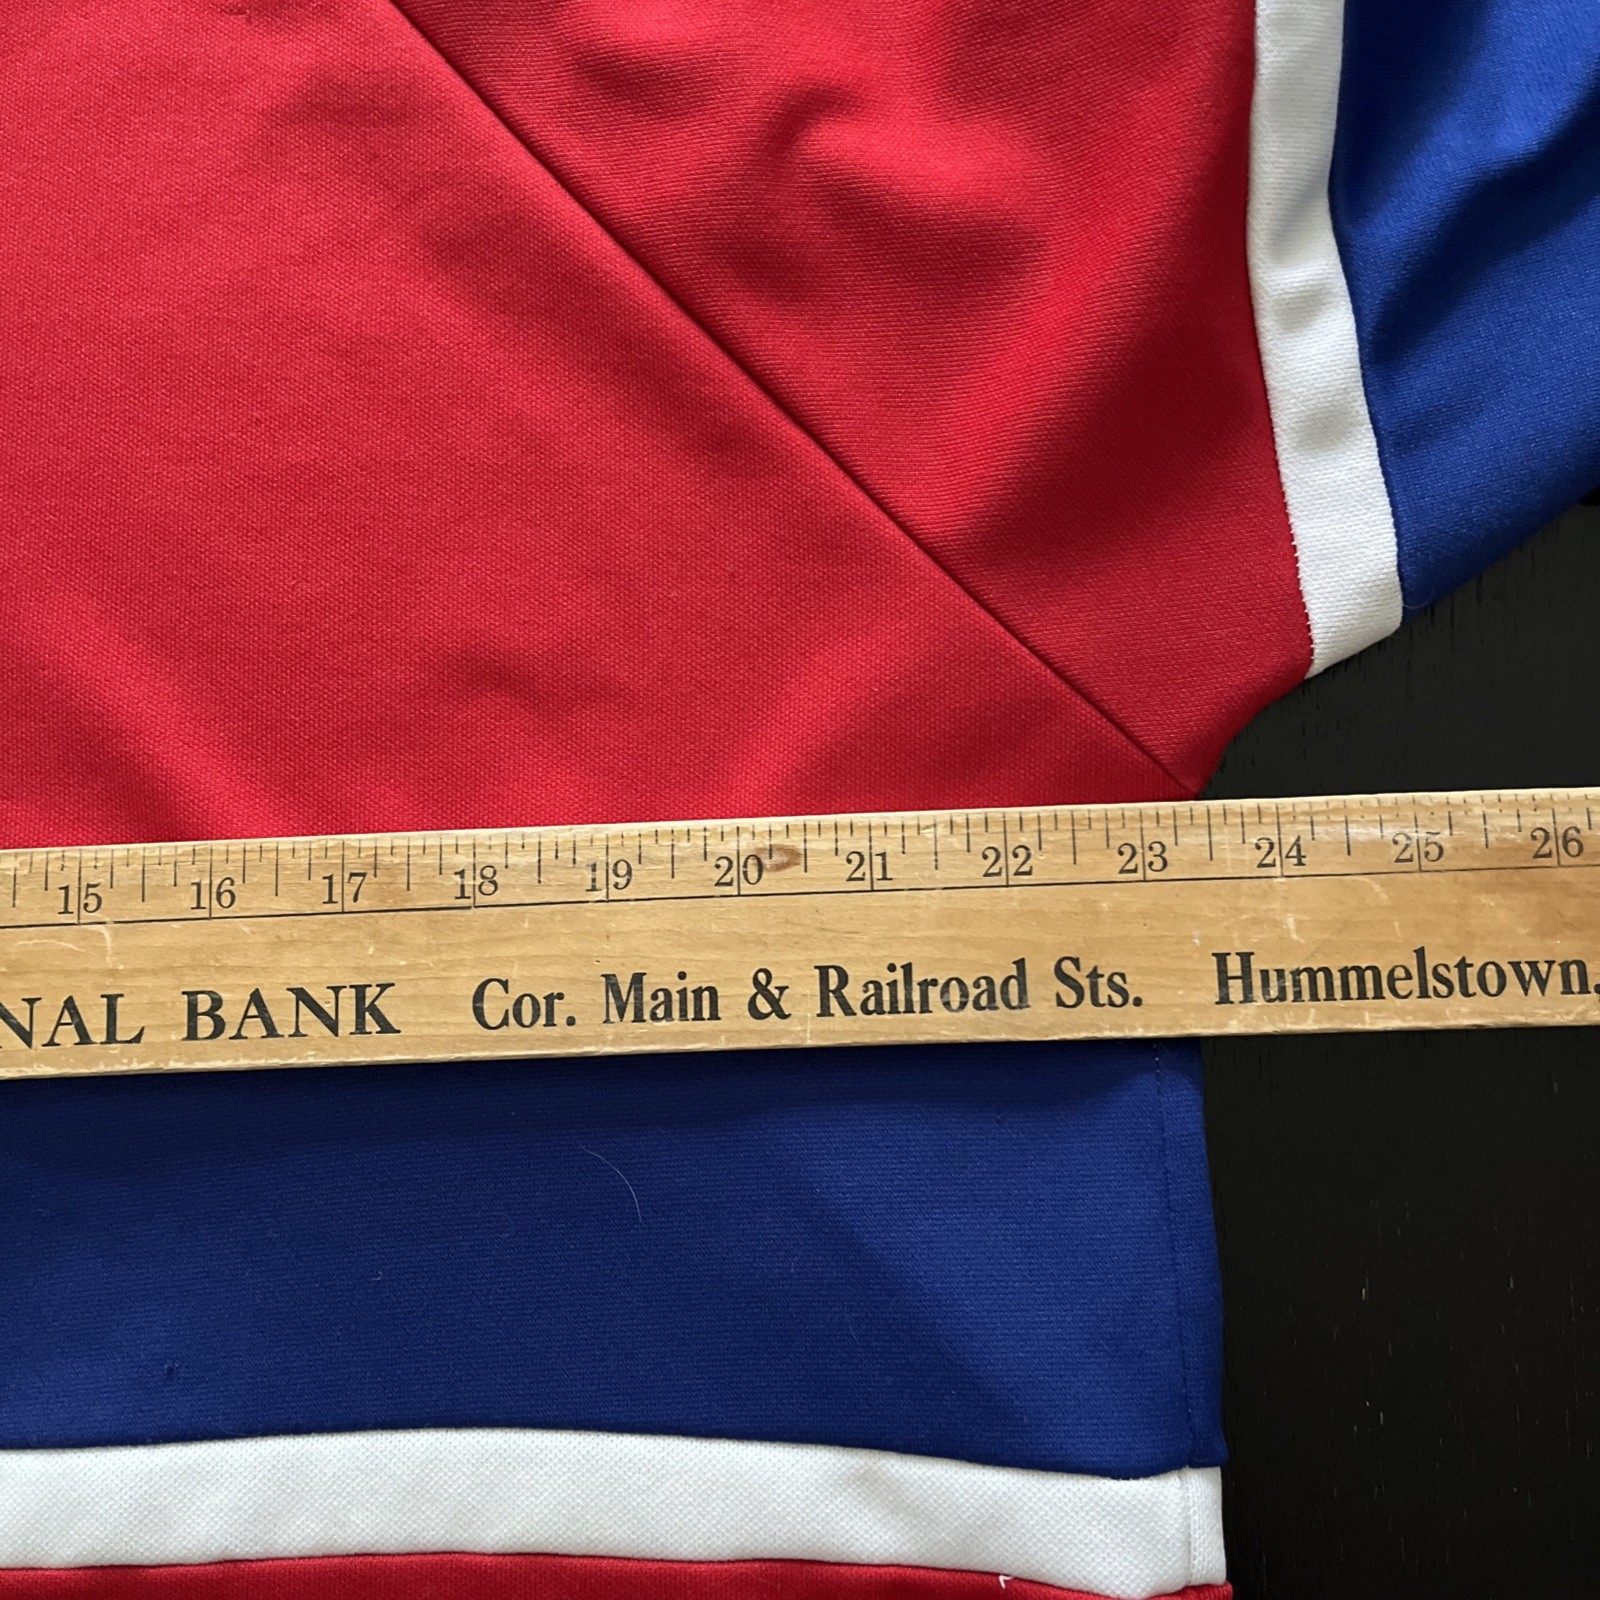 15 16 17 18 19 20 21 22 23 24 25 26
NAL BANK Cor. Main & Railroad Sts. Hummelstown,